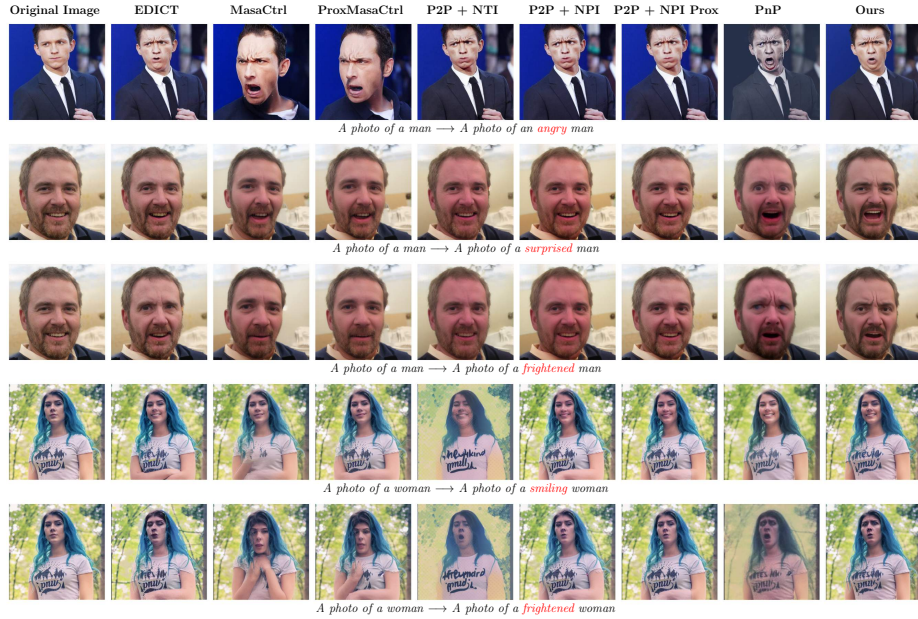 Original Image EDICT MasaCtrl ProxMasaCtrl P2P + NTI P2P + NPI P2P + NPI Prox PnP Ours
A photo of a man ⟶ A photo of an angry man
A photo of a man ⟶ A photo of a surprised man
A photo of a man ⟶ A photo of a frightened man
A photo of a woman ⟶ A photo of a smiling woman
A photo of a woman ⟶ A photo of a frightened woman